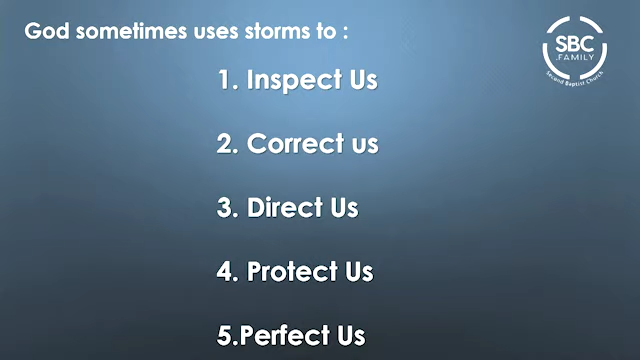 God sometimes uses storms to :
SBC
.FAMILY
Second Baptist Church
1. Inspect Us
2. Correct us
3. Direct Us
4. Protect Us
5.Perfect Us